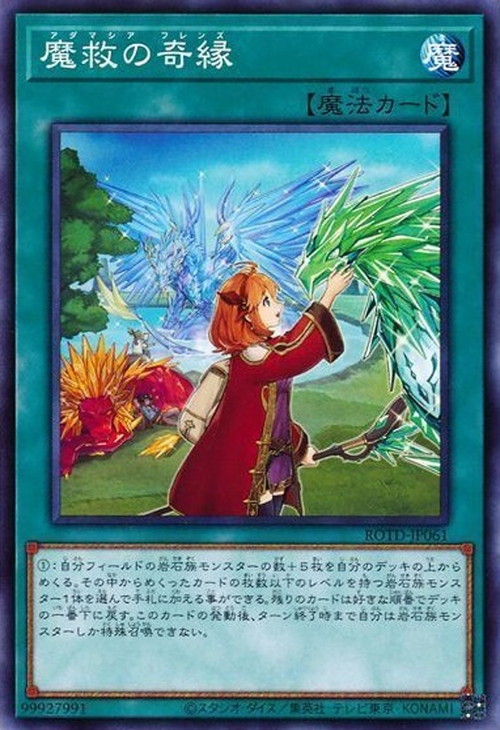 アダマシア フレンズ
魔救の奇縁
魔
【魔法カード】
ROTD-JP061
①：自分フィールドの岩石族モンスターの数＋５枚を自分のデッキの上から
めくる。その中からめくったカードの枚数以下のレベルを持つ岩石族モンス
ター１体を選んで手札に加える事ができる。残りのカードは好きな順番でデッキ
の一番下に戻す。このカードの発動後、ターン終了時まで自分は岩石族モン
スターしか特殊召喚できない。
99927991
©スタジオ・ダイス／集英社・テレビ東京・KONAMI